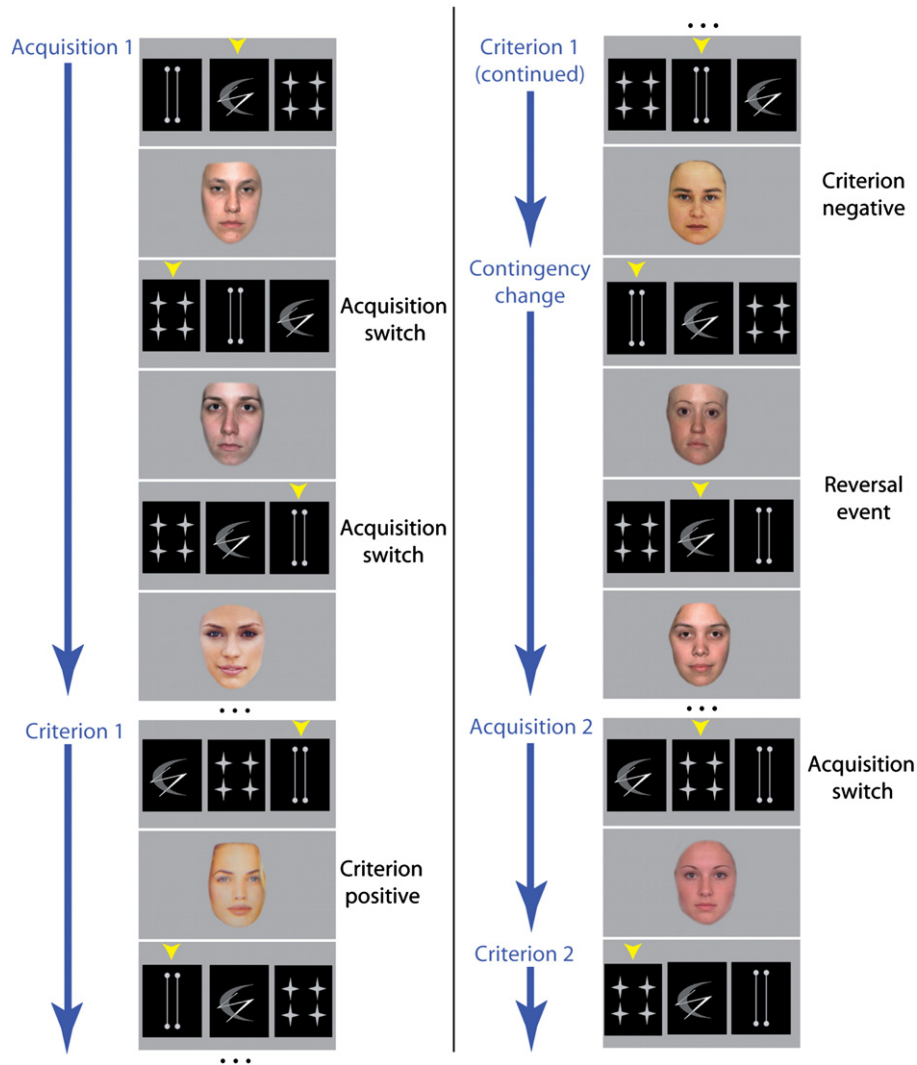 Acquisition 1
Acquisition
switch
Acquisition
switch
...
Criterion 1
Criterion
positive
...
...
Criterion 1
(continued)
Criterion
negative
Contingency
change
Reversal
event
...
Acquisition 2
Acquisition
switch
Criterion 2